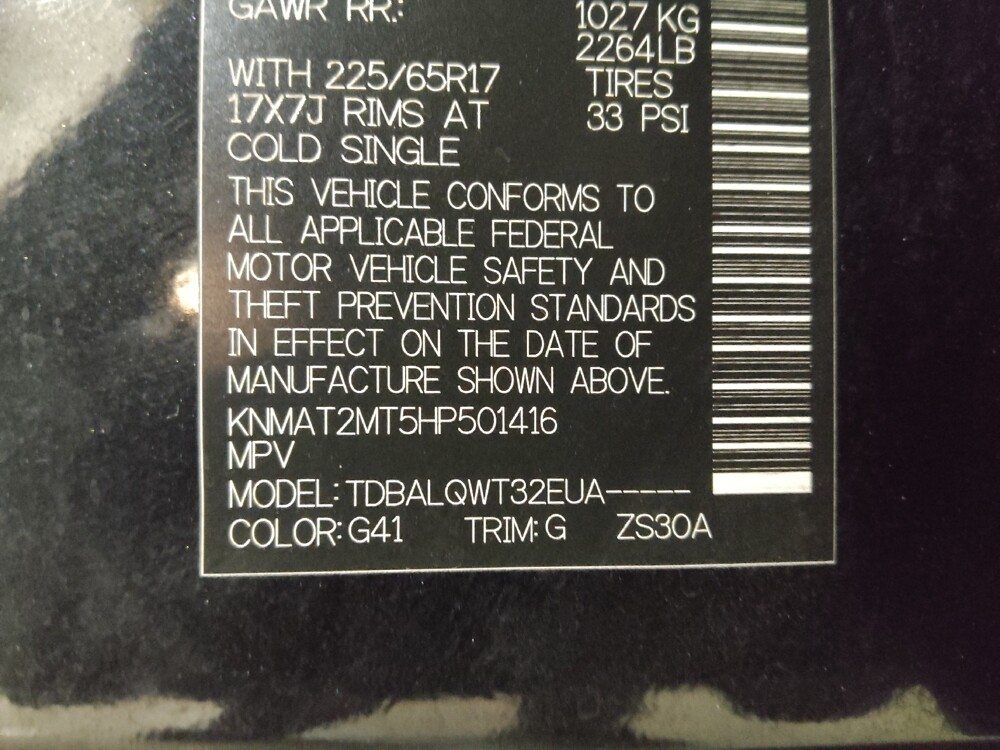 GAWR RR.: 1027 KG
2264LB
WITH 225/65R17 TIRES
17X7J RIMS AT 33 PSI
COLD SINGLE
THIS VEHICLE CONFORMS TO
ALL APPLICABLE FEDERAL
MOTOR VEHICLE SAFETY AND
THEFT PREVENTION STANDARDS
IN EFFECT ON THE DATE OF
MANUFACTURE SHOWN ABOVE.
KNMAT2MT5HP501416
MPV
MODEL: TDBALQWT32EUA-----
COLOR: G41 TRIM: G ZS30A